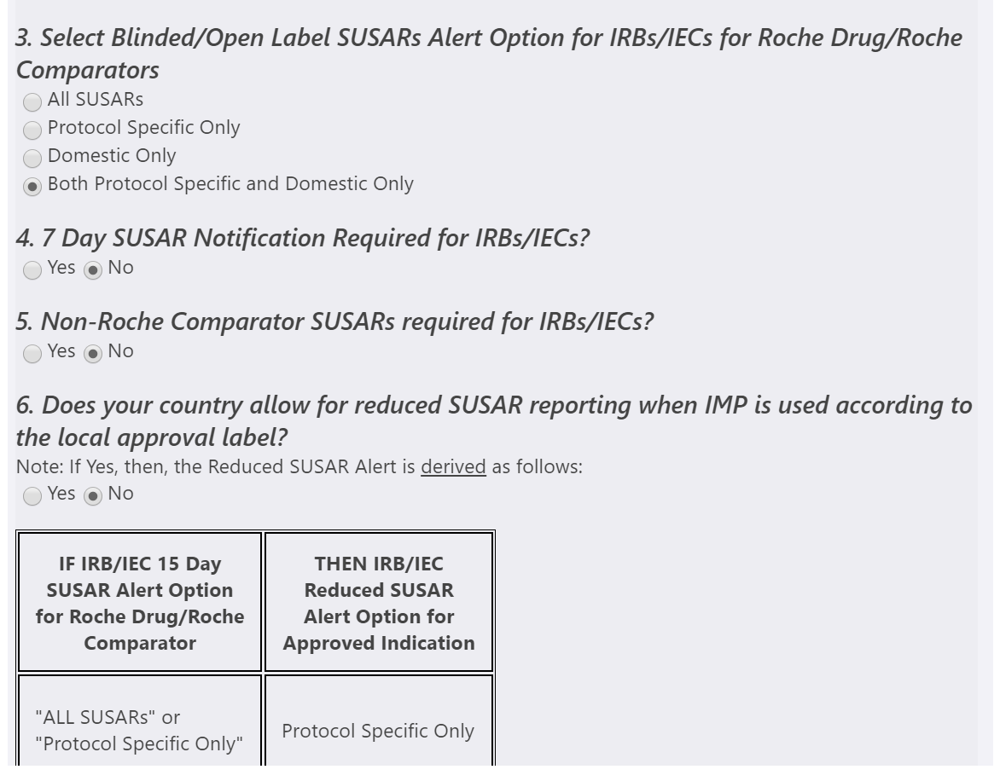 3. Select Blinded/Open Label SUSARs Alert Option for IRBs/IECs for Roche Drug/Roche
Comparators
All SUSARs
Protocol Specific Only
Domestic Only
Both Protocol Specific and Domestic Only
4. 7 Day SUSAR Notification Required for IRBs/IECs?
Yes No
5. Non-Roche Comparator SUSARs required for IRBs/IECs?
Yes No
6. Does your country allow for reduced SUSAR reporting when IMP is used according to
the local approval label?
Note: If Yes, then, the Reduced SUSAR Alert is derived as follows:
Yes No
IF IRB/IEC 15 Day
SUSAR Alert Option
for Roche Drug/Roche
Comparator
THEN IRB/IEC
Reduced SUSAR
Alert Option for
Approved Indication
"ALL SUSARs" or
"Protocol Specific Only"
Protocol Specific Only